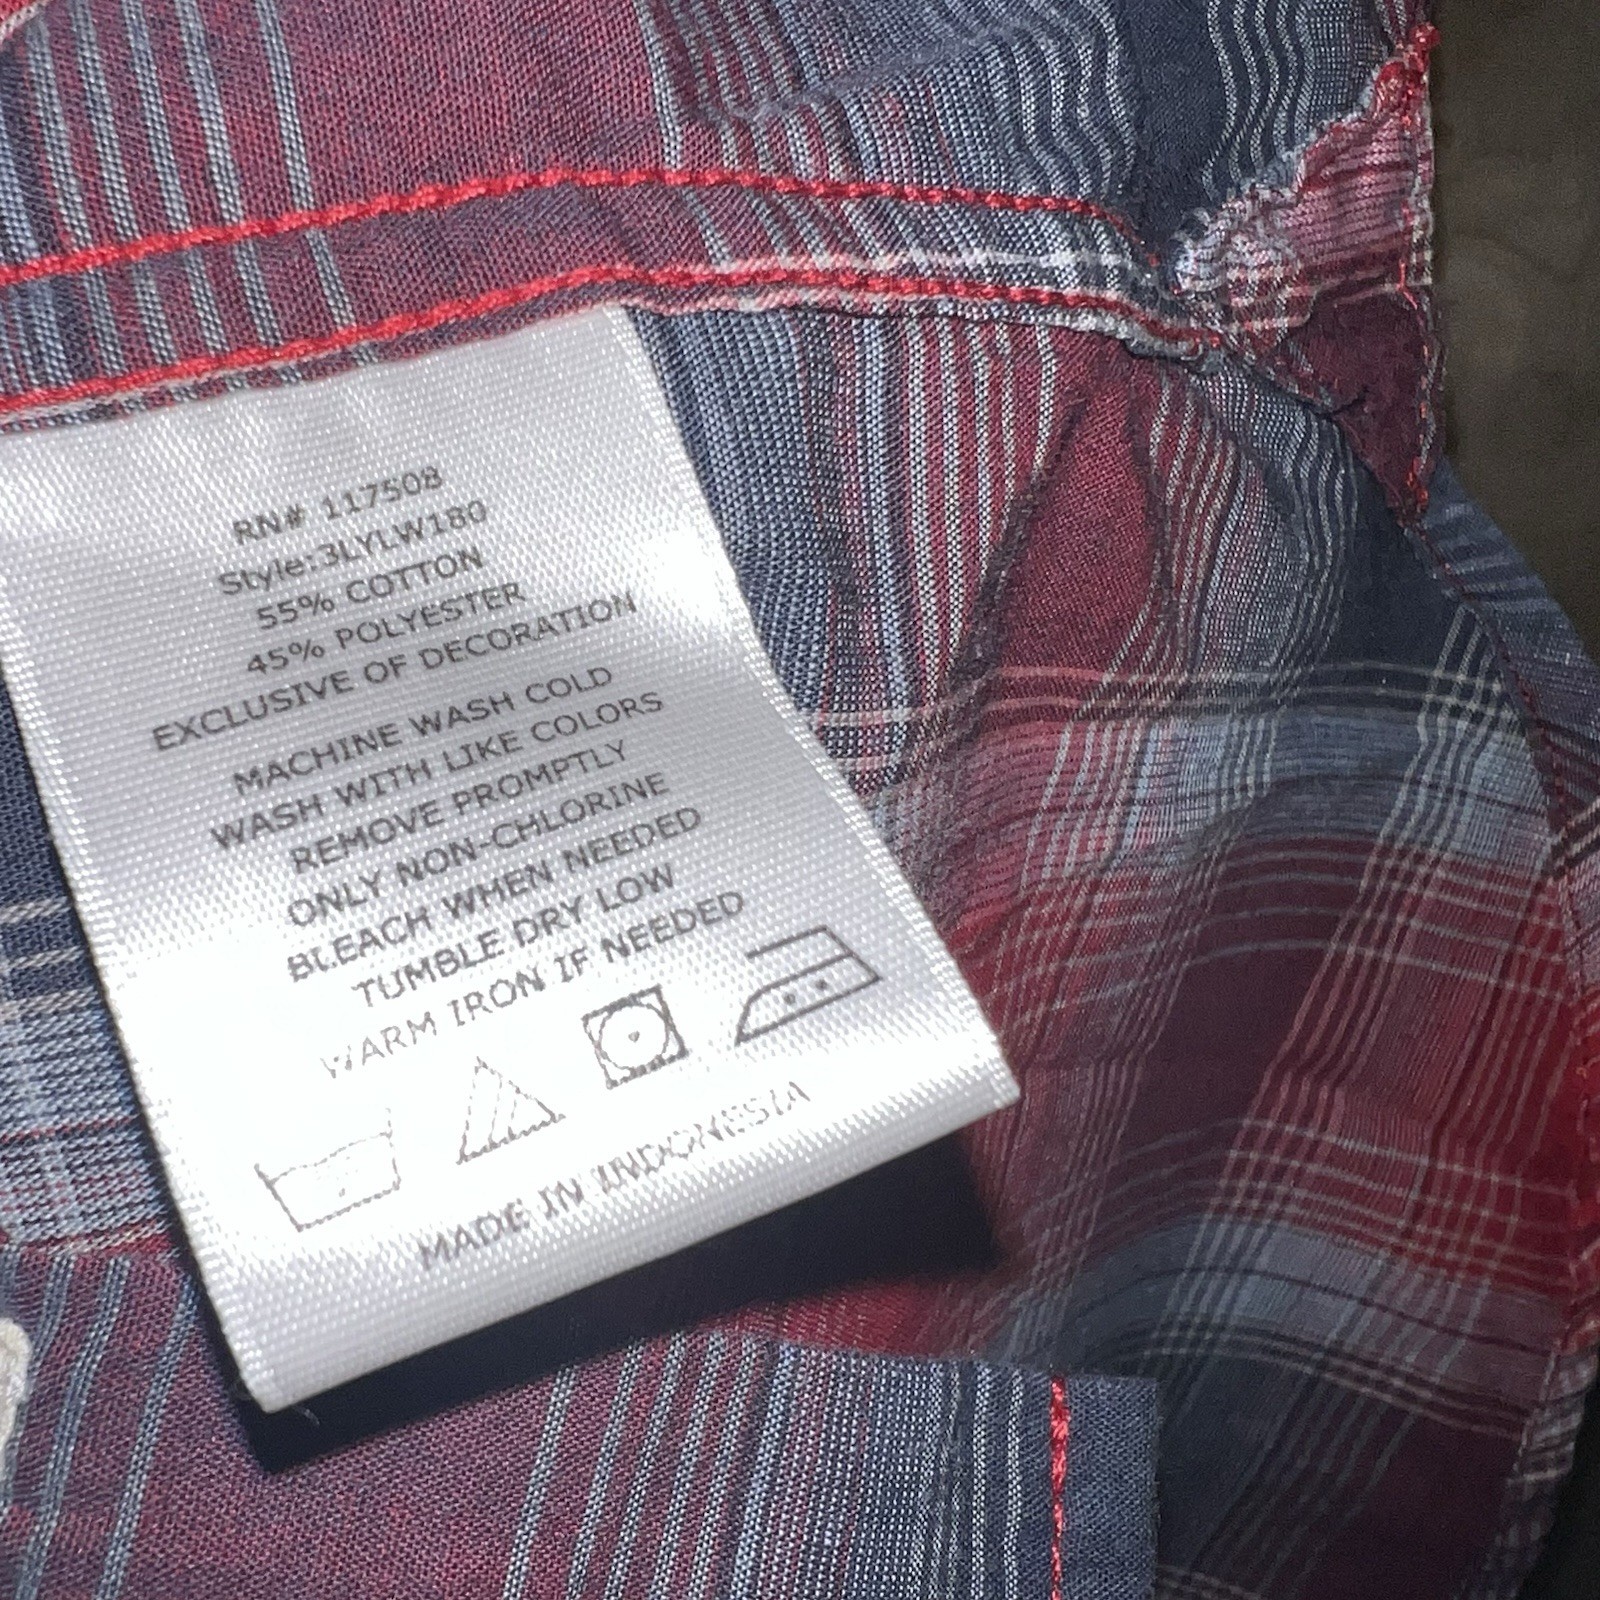 RN# 117508
Style:3LYLW180
55% COTTON
45% POLYESTER
EXCLUSIVE OF DECORATION
MACHINE WASH COLD
WASH WITH LIKE COLORS
REMOVE PROMPTLY
ONLY NON-CHLORINE
BLEACH WHEN NEEDED
TUMBLE DRY LOW
WARM IRON IF NEEDED
MADE IN INDONESIA